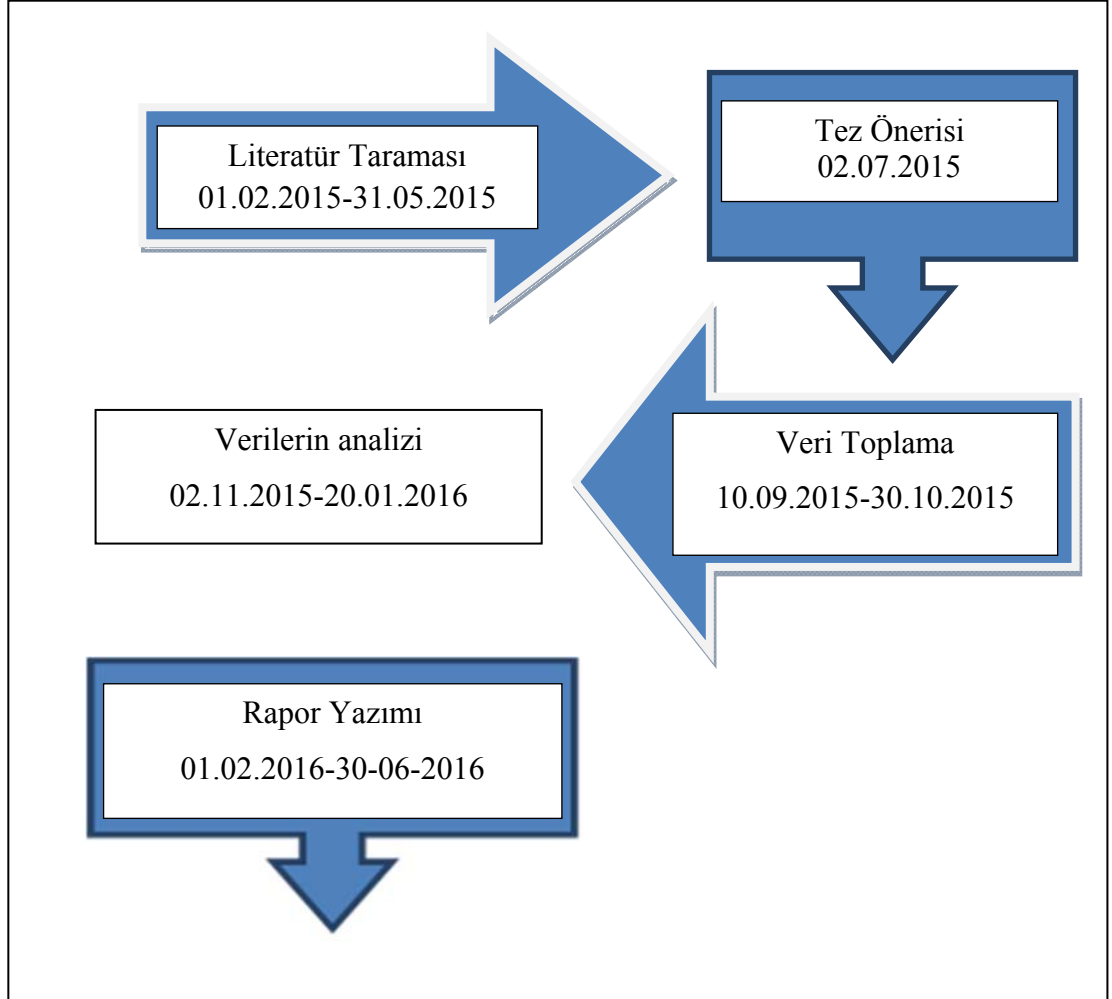 Literatür Taraması
01.02.2015-31.05.2015
Tez Önerisi
02.07.2015
Veri Toplama
10.09.2015-30.10.2015
Verilerin analizi
02.11.2015-20.01.2016
Rapor Yazımı
01.02.2016-30-06-2016